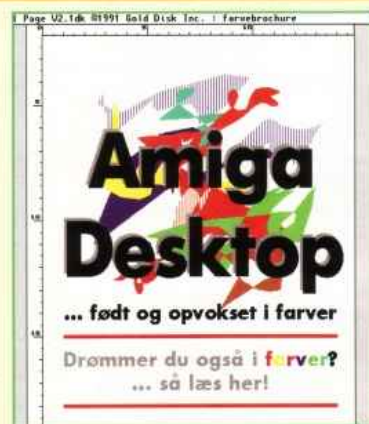 Page V2.1dk ©1991 Gold Disk Inc. : farvebrochure
Amiga
Desktop
... født og opvokset i farver
Drømmer du også i farver?
... så læs her!